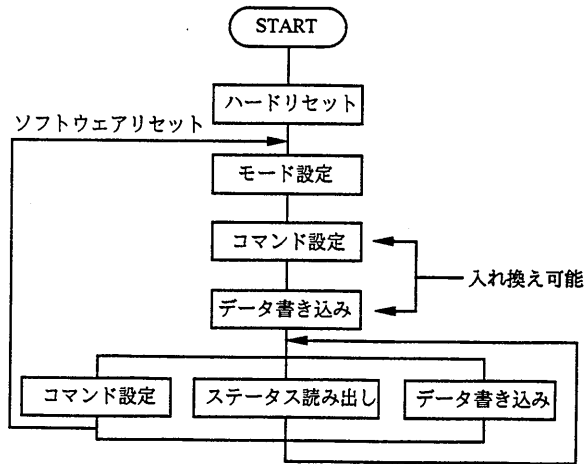 START
ハードリセット
ソフトウェアリセット
モード設定
コマンド設定
入れ換え可能
データ書き込み
コマンド設定
ステータス読み出し
データ書き込み